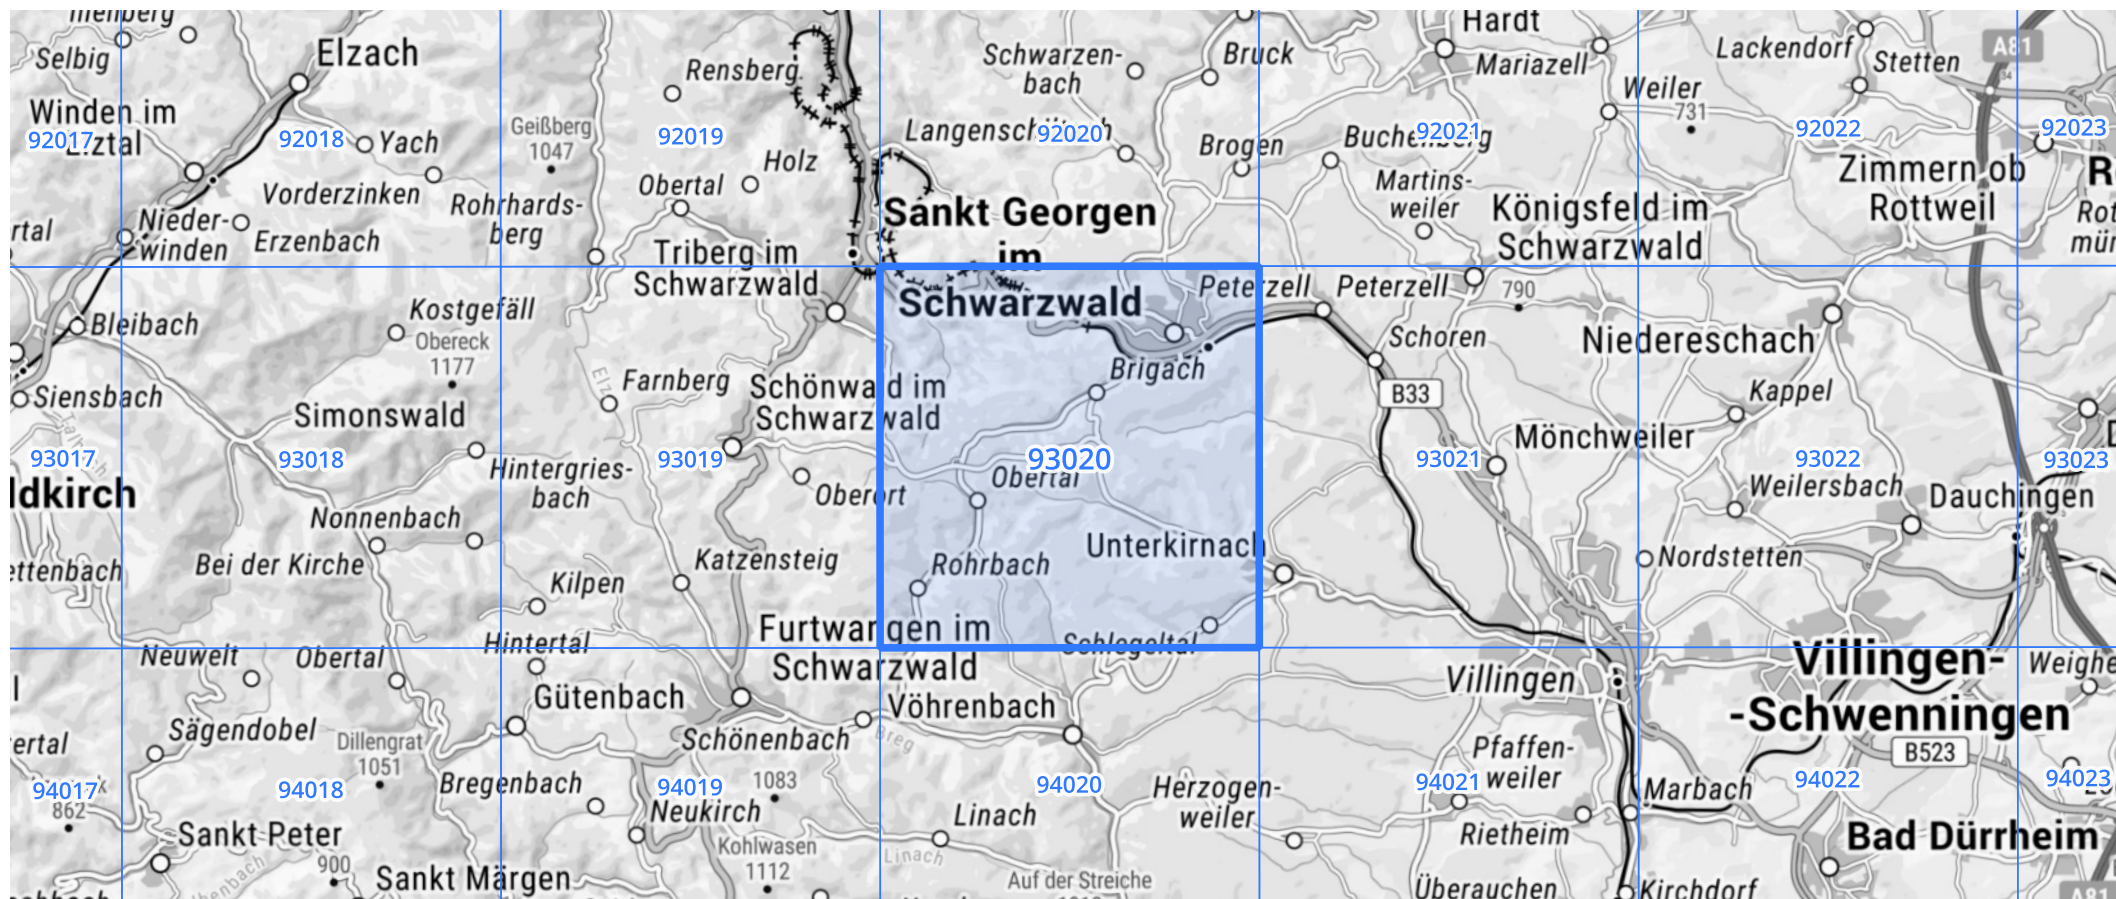 Elzach
Selbig
Winden im
Elztal
92017
92018
Yach
Vorderzinken
Nieder-
winden
Erzenbach
Geißberg
1047
Rohrhards-
berg
Rensberg
92019
Holz
Obertal
Triberg im
Schwarzwald
Schwarzen-
bach
Bruck
92020
Brogen
Sankt Georgen
im
Schwarzwald
Hardt
Mariazell
Weiler
731
Buchenberg
92021
Martins-
weiler
Königsfeld im
Schwarzwald
Lackendorf
Stetten
A81
34
92022
92023
Zimmern ob
Rottweil
Bleibach
Siensbach
Kostgefäll
Obereck
1177
Simonswald
93017
93018
Hintergries-
bach
Nonnenbach
Bei der Kirche
Elz
Farnberg
Schönwald im
Schwarzwald
93019
Oberort
Katzensteig
Kilpen
Hintertal
Furtwangen im
Schwarzwald
Peterzell
Brigach
93020
Obertal
Unterkirnach
Rohrbach
Schlegeltal
Peterzell
790
Schoren
B33
Mönchweiler
93021
Niedereschach
Kappel
93022
93023
Weilersbach
Dauchingen
Nordstetten
Neuwelt
Obertal
Sägendobel
Dillengrat
1051
94017
862
94018
Sankt Peter
900
Sankt Märgen
Gütenbach
Bregenbach
94019
Neukirch
Schönenbach
1083
Kohlwasen
1112
Vöhrenbach
Breg
94020
Linach
Linach
Auf der Streiche
Herzogen-
weiler
Villingen
Pfaffen-
weiler
94021
Rietheim
Überauchen
Kirchdorf
Marbach
Villingen-
-Schwenningen
B523
94022
94023
Bad Dürrheim
A81